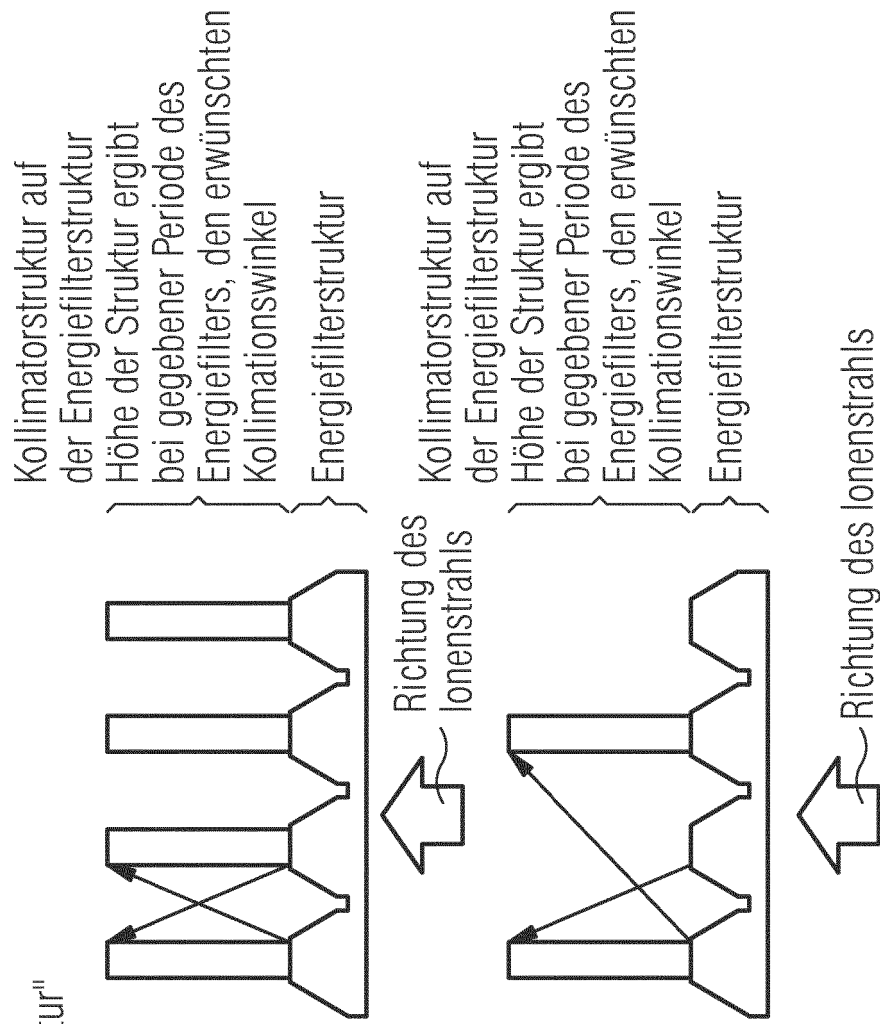 Kollimatorstruktur auf
der Energiefilterstruktur
Höhe der Struktur ergibt
bei gegebener Periode des
Energiefilters, den erwünschten
Kollimationswinkel
Energiefilterstruktur
Richtung des
Ionenstrahls
Kollimatorstruktur auf
der Energiefilterstruktur
Höhe der Struktur ergibt
bei gegebener Periode des
Energiefilters, den erwünschten
Kollimationswinkel
Energiefilterstruktur
Richtung des Ionenstrahls
tur"